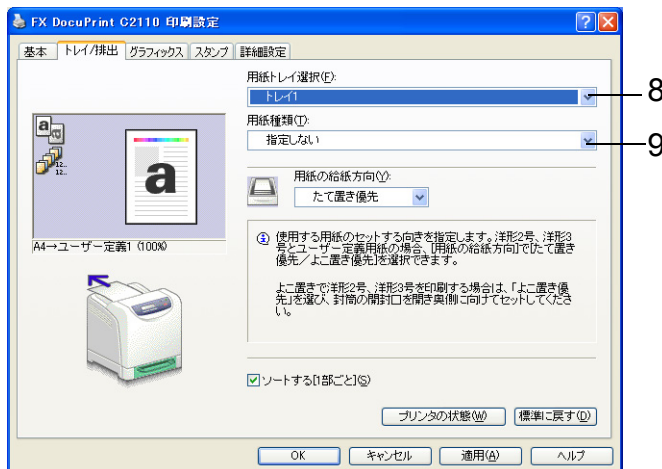 FX DocuPrint C2110 印刷設定
基本 トレイ/排出 グラフィックス スタンプ 詳細設定
用紙トレイ選択(F):
トレイ1
8
用紙種類(T):
指定しない
9
用紙の給紙方向(Y):
たて置き優先
a
12..
12..
a
A4→ユーザー定義1 (100%)
使用する用紙のセットする向きを指定します。洋形2号、洋形3
号とユーザー定義用紙の場合、[用紙の給紙方向]で[たて置き
優先/よこ置き優先]を選択できます。
よこ置きで洋形2号、洋形3号を印刷する場合は、「よこ置き優
先」を選び、封筒の開封口を開き奥側に向けてセットしてくださ
い。
ソートする[1部ごと](S)
プリンタの状態(W) 標準に戻す(D)
OK キャンセル 適用(A) ヘルプ